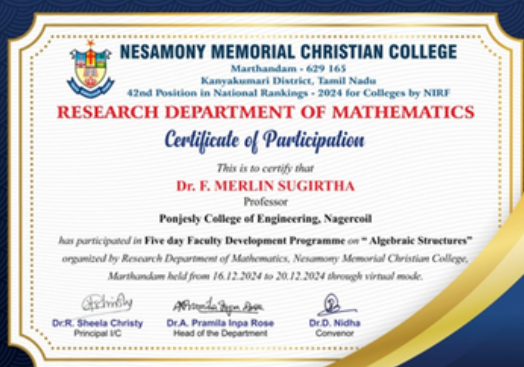 NESAMONY MEMORIAL CHRISTIAN COLLEGE
Marthandam - 629 165
Kanyakumari District, Tamil Nadu
42nd Position in National Rankings - 2024 for Colleges by NIRF
RESEARCH DEPARTMENT OF MATHEMATICS
Certificate of Participation
This is to certify that
Dr. F. MERLIN SUGIRTHA
Professor
Ponjesly College of Engineering, Nagercoil
has participated in Five day Faculty Development Programme on “ Algebraic Structures”
organized by Research Department of Mathematics, Nesamony Memorial Christian College,
Marthandam held from 16.12.2024 to 20.12.2024 through virtual mode.
Dr.R. Sheela Christy
Principal I/C
Dr.A. Pramila Inpa Rose
Head of the Department
Dr.D. Nidha
Convenor